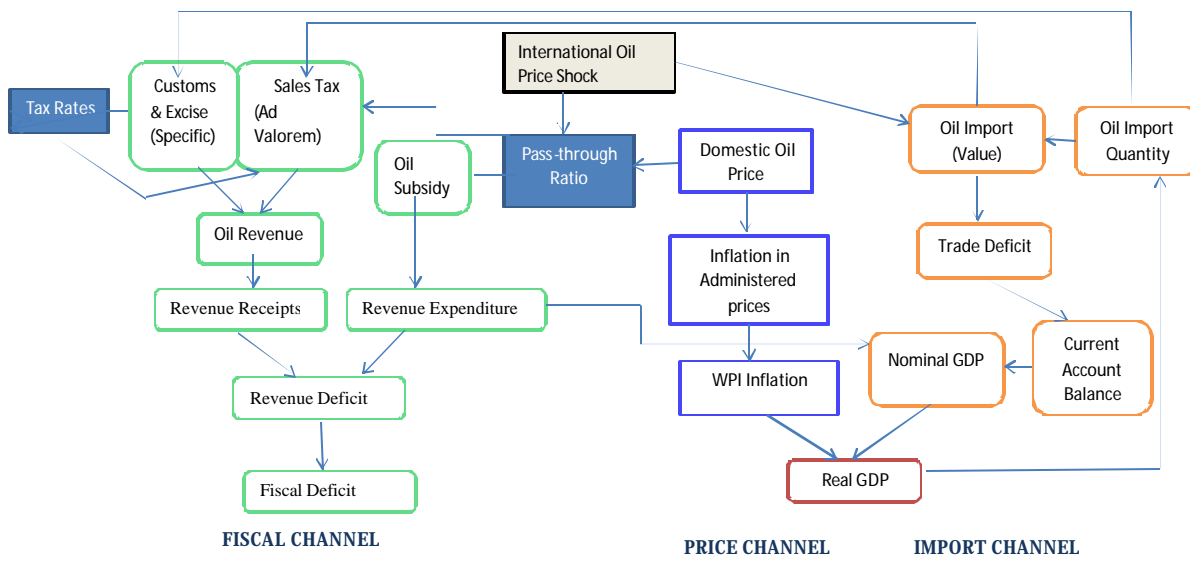 International Oil
Price Shock
Tax Rates
Customs
& Excise
(Specific)
Sales Tax
(Ad
Valorem)
Oil
Subsidy
Pass-through
Ratio
Domestic Oil
Price
Oil Import
(Value)
Oil Import
Quantity
Oil Revenue
Inflation in
Administered
prices
Trade Deficit
Revenue Receipts
Revenue Expenditure
Nominal GDP
Current
Account
Balance
WPI Inflation
Revenue Deficit
Real GDP
Fiscal Deficit
FISCAL CHANNEL
PRICE CHANNEL
IMPORT CHANNEL